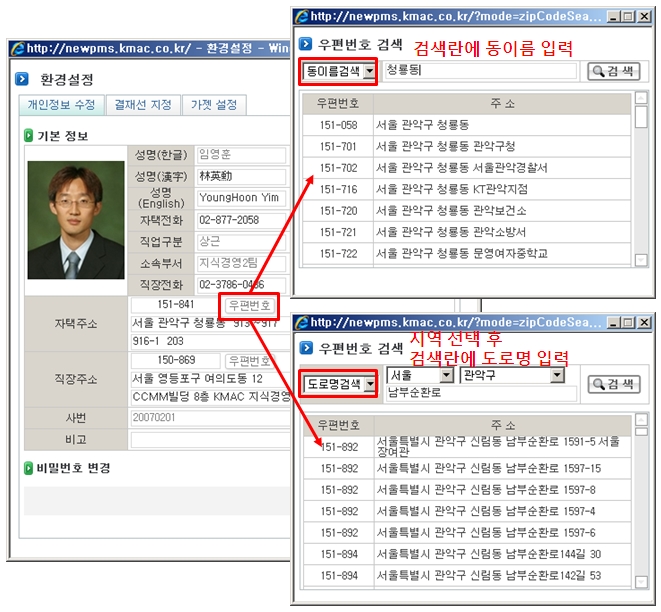 http://newpms.kmac.co.kr/ - 환경설정 - Win
환경설정
개인정보 수정 결재선 지정 가젯 설정
기본 정보
성명(한글) 임영훈
성명(漢字) 林英勳
성명(English) YoungHoon Yim
자택전화 02-877-2058
직업구분 상근
소속부서 지식경영2팀
직장전화 02-3786-0486
자택주소 151-841 우편번호
서울 관악구 청룡동 913-917
916-1 203
직장주소 150-869 우편번호
서울 영등포구 여의도동 12
CCMM빌딩 8층 KMAC 지식경영
사번 20070201
비고
비밀번호 변경
http://newpms.kmac.co.kr/?mode=zipCodeSea...
우편번호 검색
검색란에 동이름 입력
동이름검색 청룡동 검색
우편번호 주소
151-058 서울 관악구 청룡동
151-701 서울 관악구 청룡동 관악구청
151-702 서울 관악구 청룡동 서울관악경찰서
151-716 서울 관악구 청룡동 KT관악지점
151-720 서울 관악구 청룡동 관악보건소
151-721 서울 관악구 청룡동 관악소방서
151-722 서울 관악구 청룡동 문영여자중학교
http://newpms.kmac.co.kr/?mode=zipCodeSea...
우편번호 검색
지역 선택 후
검색란에 도로명 입력
도로명검색 서울 관악구 검색
남부순환로
우편번호 주소
151-892 서울특별시 관악구 신림동 남부순환로 1591-5 서울
장여관
151-892 서울특별시 관악구 신림동 남부순환로 1597-15
151-892 서울특별시 관악구 신림동 남부순환로 1597-8
151-892 서울특별시 관악구 신림동 남부순환로 1597-4
151-892 서울특별시 관악구 신림동 남부순환로 1597-6
151-894 서울특별시 관악구 신림동 남부순환로144길 30
151-894 서울특별시 관악구 신림동 남부순환로142길 53